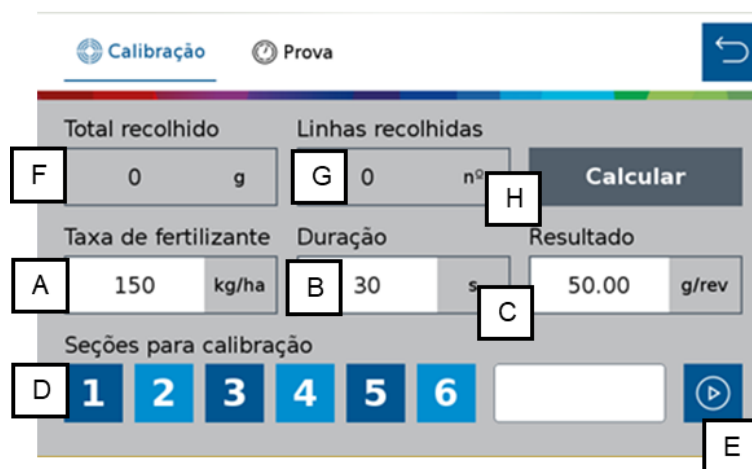 Calibração Prova
Total recolhido Linhas recolhidas
F 0 g G 0 nº H Calcular
Taxa de fertilizante Duração Resultado
A 150 kg/ha B 30 s C 50.00 g/rev
Seções para calibração
D 1 2 3 4 5 6
E